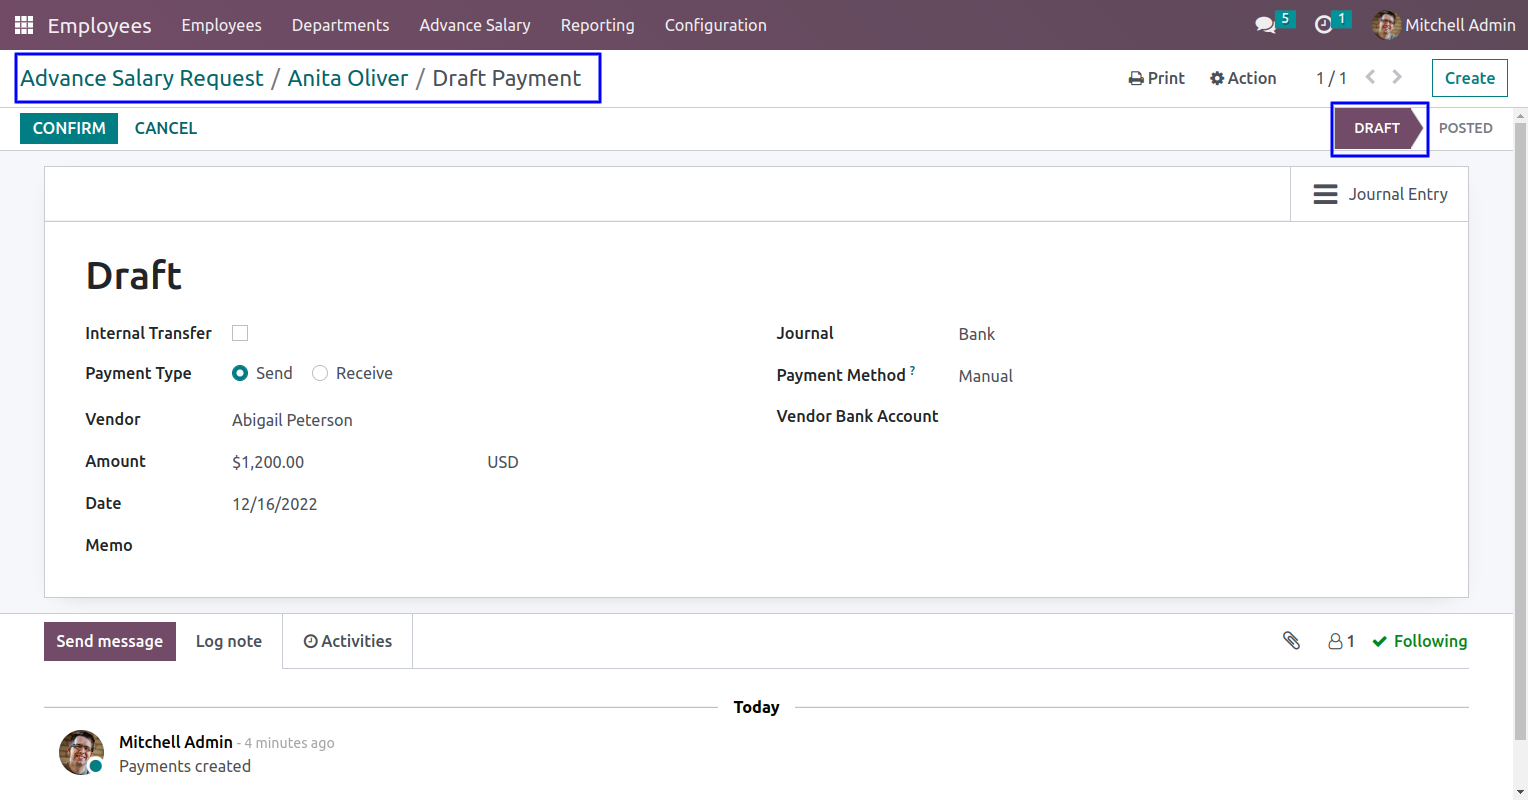 Employees Employees Departments Advance Salary Reporting Configuration 5 1 Mitchell Admin
Advance Salary Request / Anita Oliver / Draft Payment Print Action 1 / 1 Create
CONFIRM CANCEL DRAFT POSTED
Journal Entry
Draft
Internal Transfer Journal Bank
Payment Type Send Receive Payment Method ? Manual
Vendor Abigail Peterson Vendor Bank Account
Amount $1,200.00 USD
Date 12/16/2022
Memo
Send message Log note Activities 1 Following
Today
Mitchell Admin - 4 minutes ago
Payments created